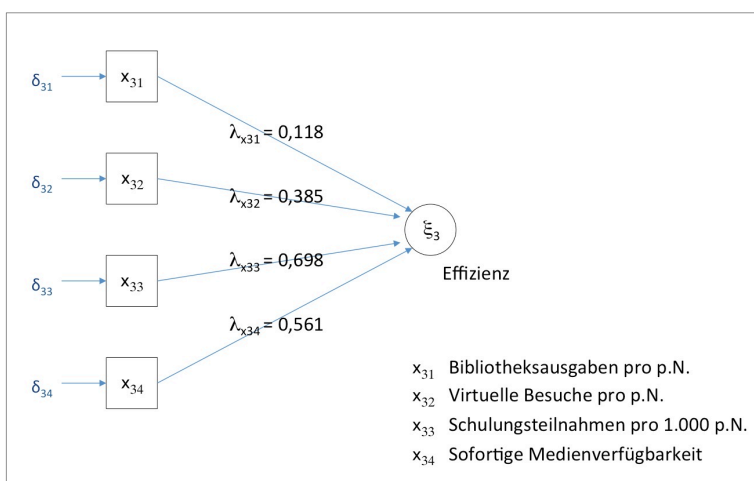 δ31
x31
λx31 = 0,118
δ32
x32
λx32 = 0,385
ξ3
Effizienz
δ33
x33
λx33 = 0,698
δ34
x34
λx34 = 0,561
x31 Bibliotheksausgaben pro p.N.
x32 Virtuelle Besuche pro p.N.
x33 Schulungsteilnahmen pro 1.000 p.N.
x34 Sofortige Medienverfügbarkeit